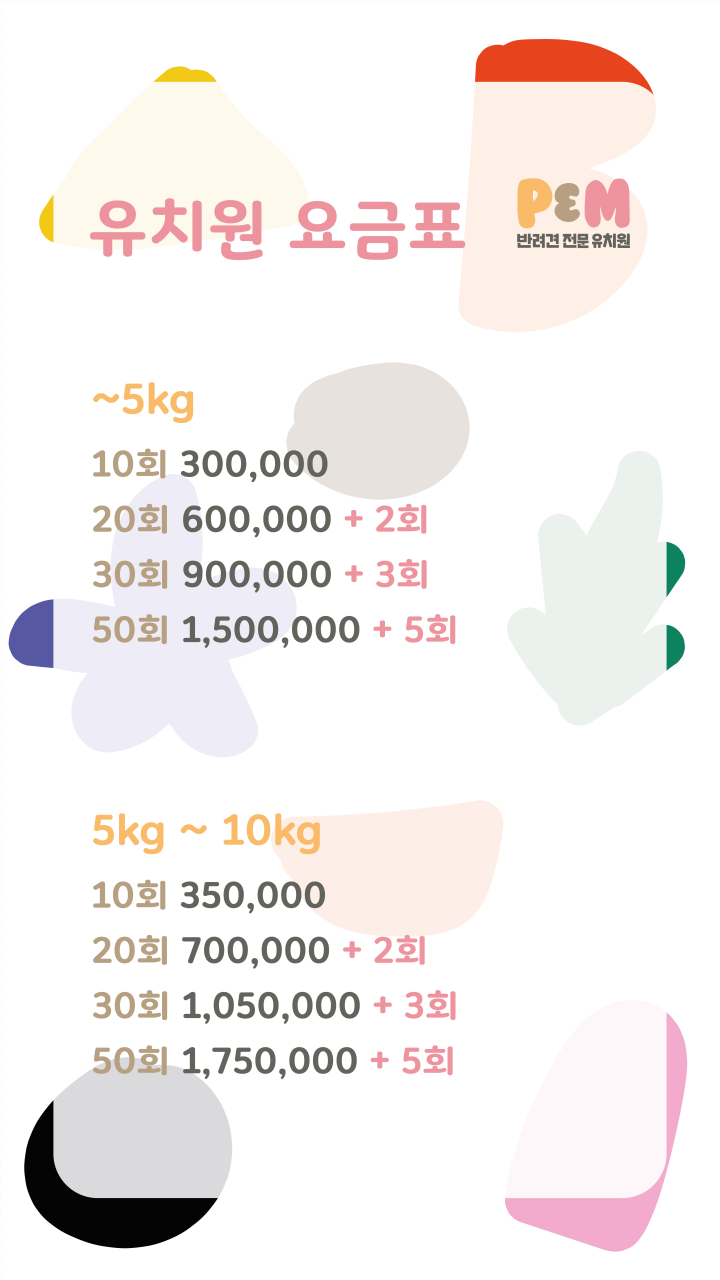 유치원 요금표
PEM
반려견 전문 유치원
~5kg
10회 300,000
20회 600,000 + 2회
30회 900,000 + 3회
50회 1,500,000 + 5회
5kg ~ 10kg
10회 350,000
20회 700,000 + 2회
30회 1,050,000 + 3회
50회 1,750,000 + 5회